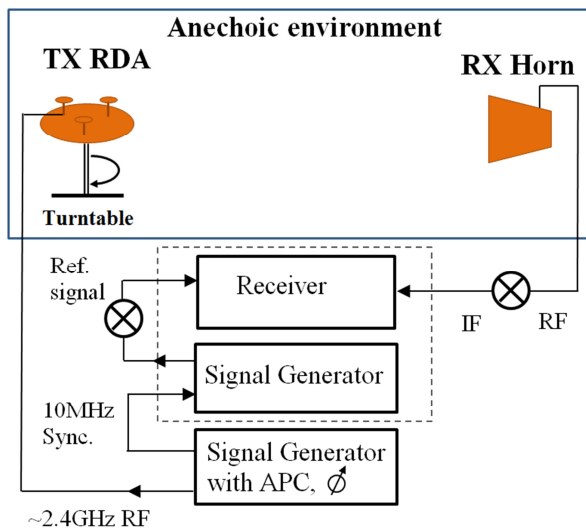 Anechoic environment
TX RDA
RX Horn
Turntable
Ref.
signal
Receiver
IF
RF
Signal Generator
10MHz
Sync.
Signal Generator
with APC, ϕ
~2.4GHz RF